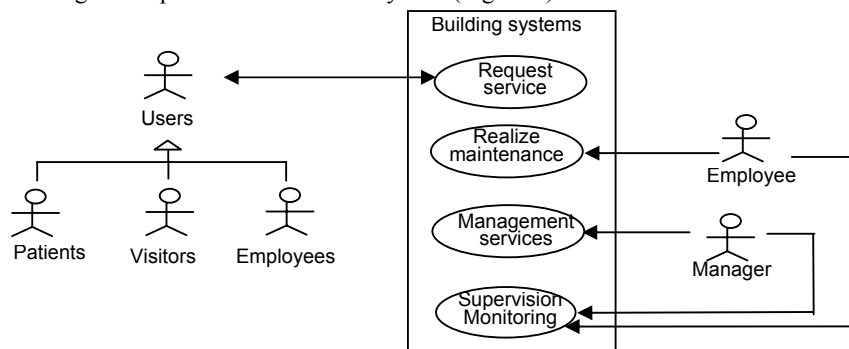 Building systems
Request
service
Users
Realize
maintenance
Employee
Patients
Visitors
Employees
Management
services
Manager
Supervision
Monitoring